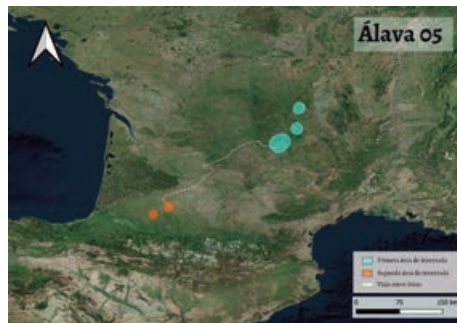 Álava 05
Primera área de invernada
Segunda área de invernada
Viaje entre áreas
0 75 150 km